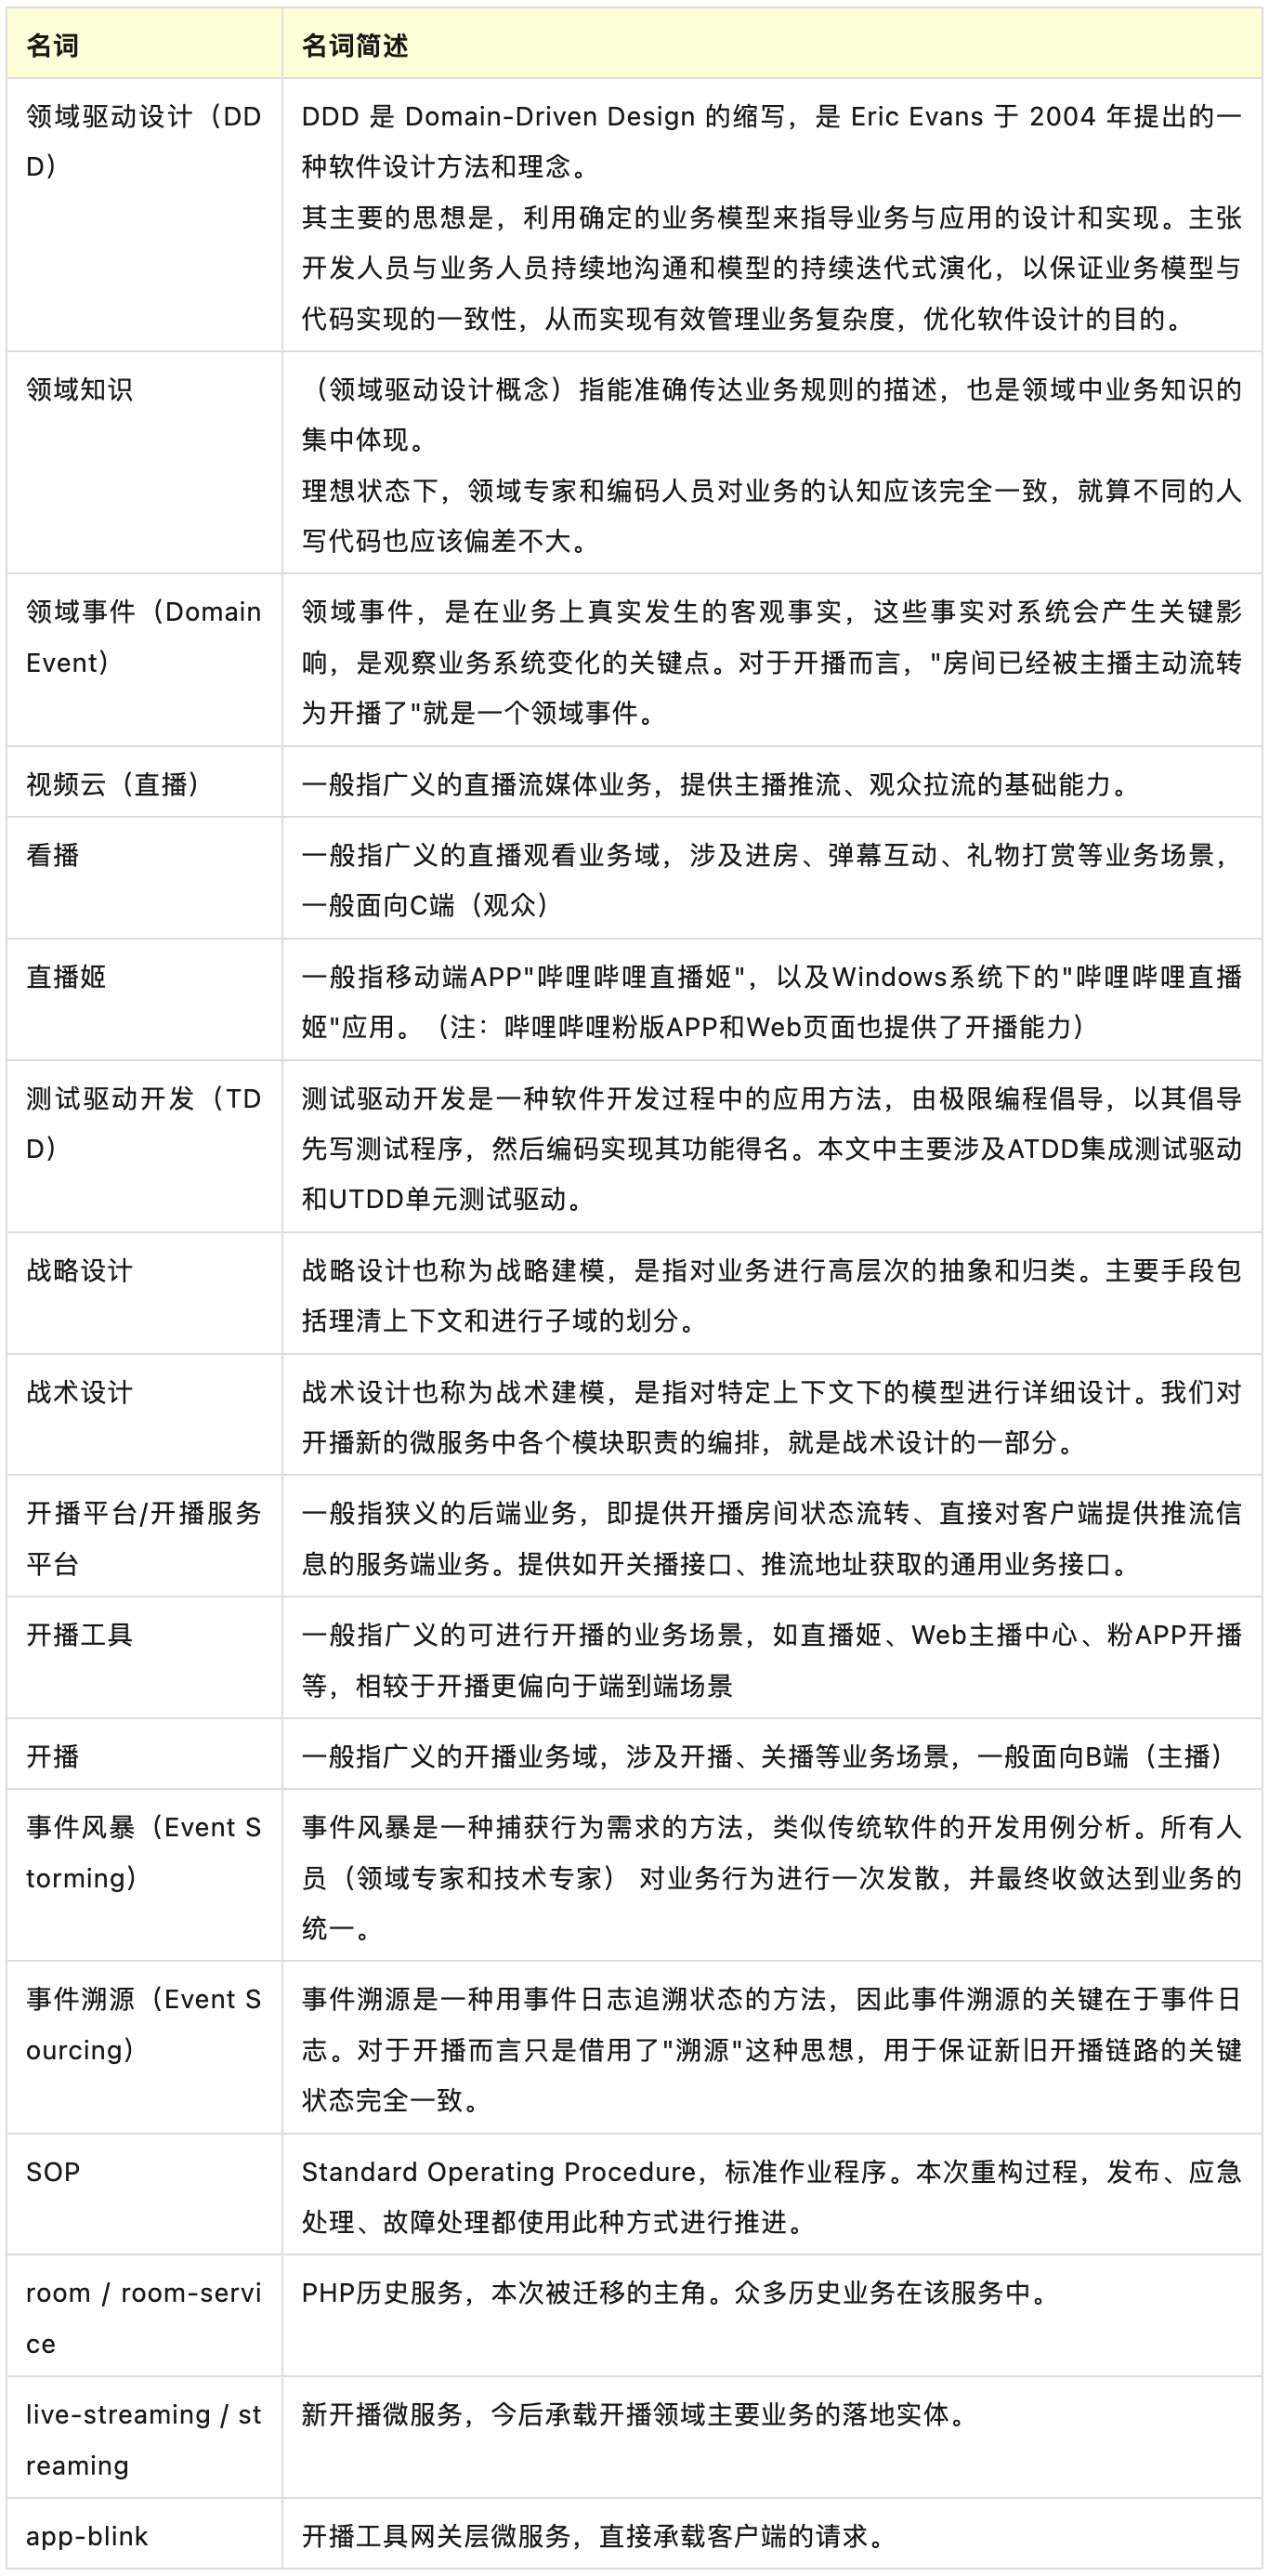 名词 名词简述
领域驱动设计（DD DDD 是 Domain-Driven Design 的缩写，是 Eric Evans 于 2004 年提出的一
D） 种软件设计方法和理念。
其主要的思想是，利用确定的业务模型来指导业务与应用的设计和实现。主张
开发人员与业务人员持续地沟通和模型的持续迭代式演化，以保证业务模型与
代码实现的一致性，从而实现有效管理业务复杂度，优化软件设计的目的。
领域知识 （领域驱动设计概念）指能准确传达业务规则的描述，也是领域中业务知识的
集中体现。
理想状态下，领域专家和编码人员对业务的认知应该完全一致，就算不同的人
写代码也应该偏差不大。
领域事件（Domain 领域事件，是在业务上真实发生的客观事实，这些事实对系统会产生关键影
Event） 响，是观察业务系统变化的关键点。对于开播而言，"房间已经被主播主动流转
为开播了"就是一个领域事件。
视频云（直播） 一般指广义的直播流媒体业务，提供主播推流、观众拉流的基础能力。
看播 一般指广义的直播观看业务域，涉及进房、弹幕互动、礼物打赏等业务场景，
一般面向C端（观众）
直播姬 一般指移动端APP"哔哩哔哩直播姬"，以及Windows系统下的"哔哩哔哩直播
姬"应用。（注：哔哩哔哩粉版APP和Web页面也提供了开播能力）
测试驱动开发（TD 测试驱动开发是一种软件开发过程中的应用方法，由极限编程倡导，以其倡导
D） 先写测试程序，然后编码实现其功能得名。本文中主要涉及ATDD集成测试驱动
和UTDD单元测试驱动。
战略设计 战略设计也称为战略建模，是指对业务进行高层次的抽象和归类。主要手段包
括理清上下文和进行子域的划分。
战术设计 战术设计也称为战术建模，是指对特定上下文下的模型进行详细设计。我们对
开播新的微服务中各个模块职责的编排，就是战术设计的一部分。
开播平台/开播服务 一般指狭义的后端业务，即提供开播房间状态流转、直接对客户端提供推流信
平台 息的服务端业务。提供如开关播接口、推流地址获取的通用业务接口。
开播工具 一般指广义的可进行开播的业务场景，如直播姬、Web主播中心、粉APP开播
等，相较于开播更偏向于端到端场景
开播 一般指广义的开播业务域，涉及开播、关播等业务场景，一般面向B端（主播）
事件风暴（Event S 事件风暴是一种捕获行为需求的方法，类似传统软件的开发用例分析。所有人
torming） 员（领域专家和技术专家） 对业务行为进行一次发散，并最终收敛达到业务的
统一。
事件溯源（Event S 事件溯源是一种用事件日志追溯状态的方法，因此事件溯源的关键在于事件日
ourcing） 志。对于开播而言只是借用了"溯源"这种思想，用于保证新旧开播链路的关键
状态完全一致。
SOP Standard Operating Procedure，标准作业程序。本次重构过程，发布、应急
处理、故障处理都使用此种方式进行推进。
room / room-servi PHP历史服务，本次被迁移的主角。众多历史业务在该服务中。
ce
live-streaming / st 新开播微服务，今后承载开播领域主要业务的落地实体。
reaming
app-blink 开播工具网关层微服务，直接承载客户端的请求。